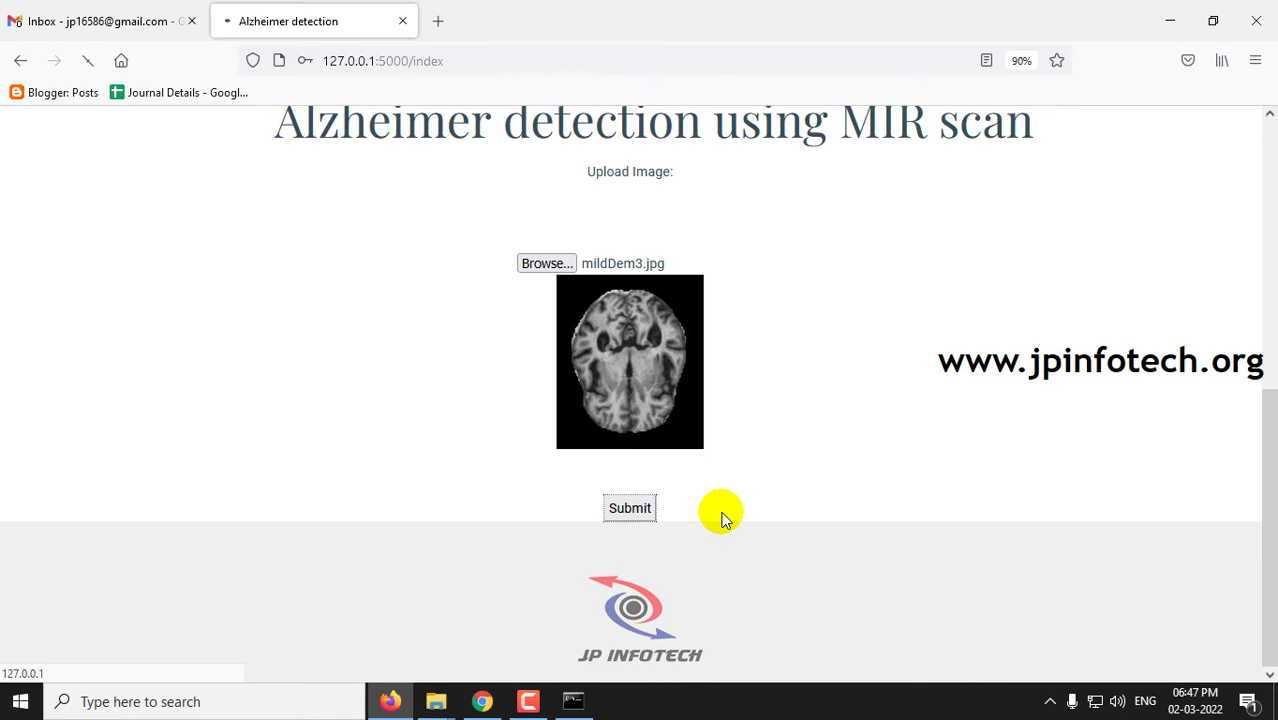 Inbox - jp16586@gmail.com - G
Alzheimer detection
127.0.0.1:5000/index
90%
Blogger: Posts
Journal Details - Googl...
Alzheimer detection using MIR scan
Upload Image:
Browse... mildDem3.jpg
www.jpinfotech.org
Submit
JP INFOTECH
127.0.0.1
Type here to search
ENG
06:47 PM
02-03-2022
1